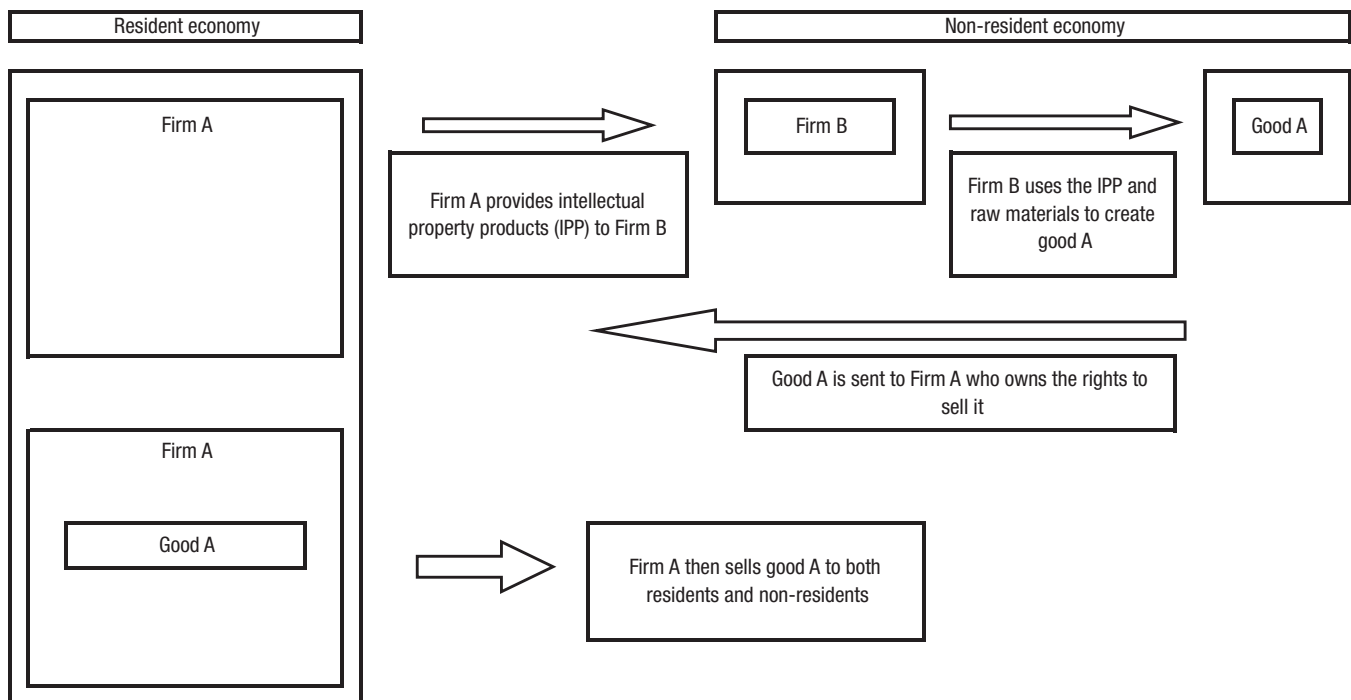 Resident economy
Non-resident economy
Firm A
Firm A provides intellectual
property products (IPP) to Firm B
Firm B
Firm B uses the IPP and
raw materials to create
good A
Good A
Good A is sent to Firm A who owns the rights to
sell it
Firm A
Good A
Firm A then sells good A to both
residents and non-residents